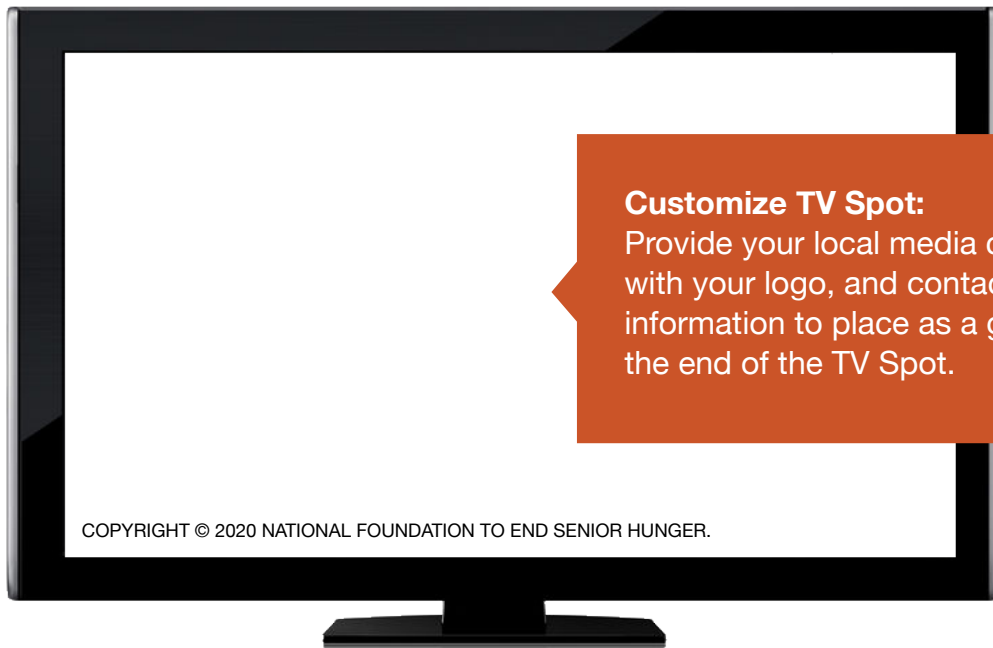 Customize TV Spot:
Provide your local media
with your logo, and
information to place as a
the end of the TV Spot.
COPYRIGHT © 2020 NATIONAL FOUNDATION TO END SENIOR HUNGER.